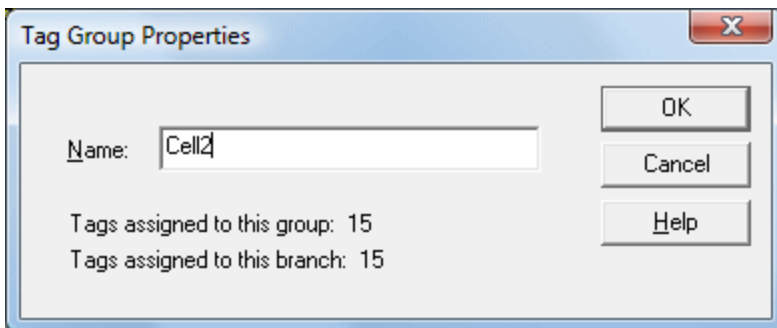 Tag Group Properties
OK
Name: Cell2
Cancel
Tags assigned to this group: 15
Help
Tags assigned to this branch: 15